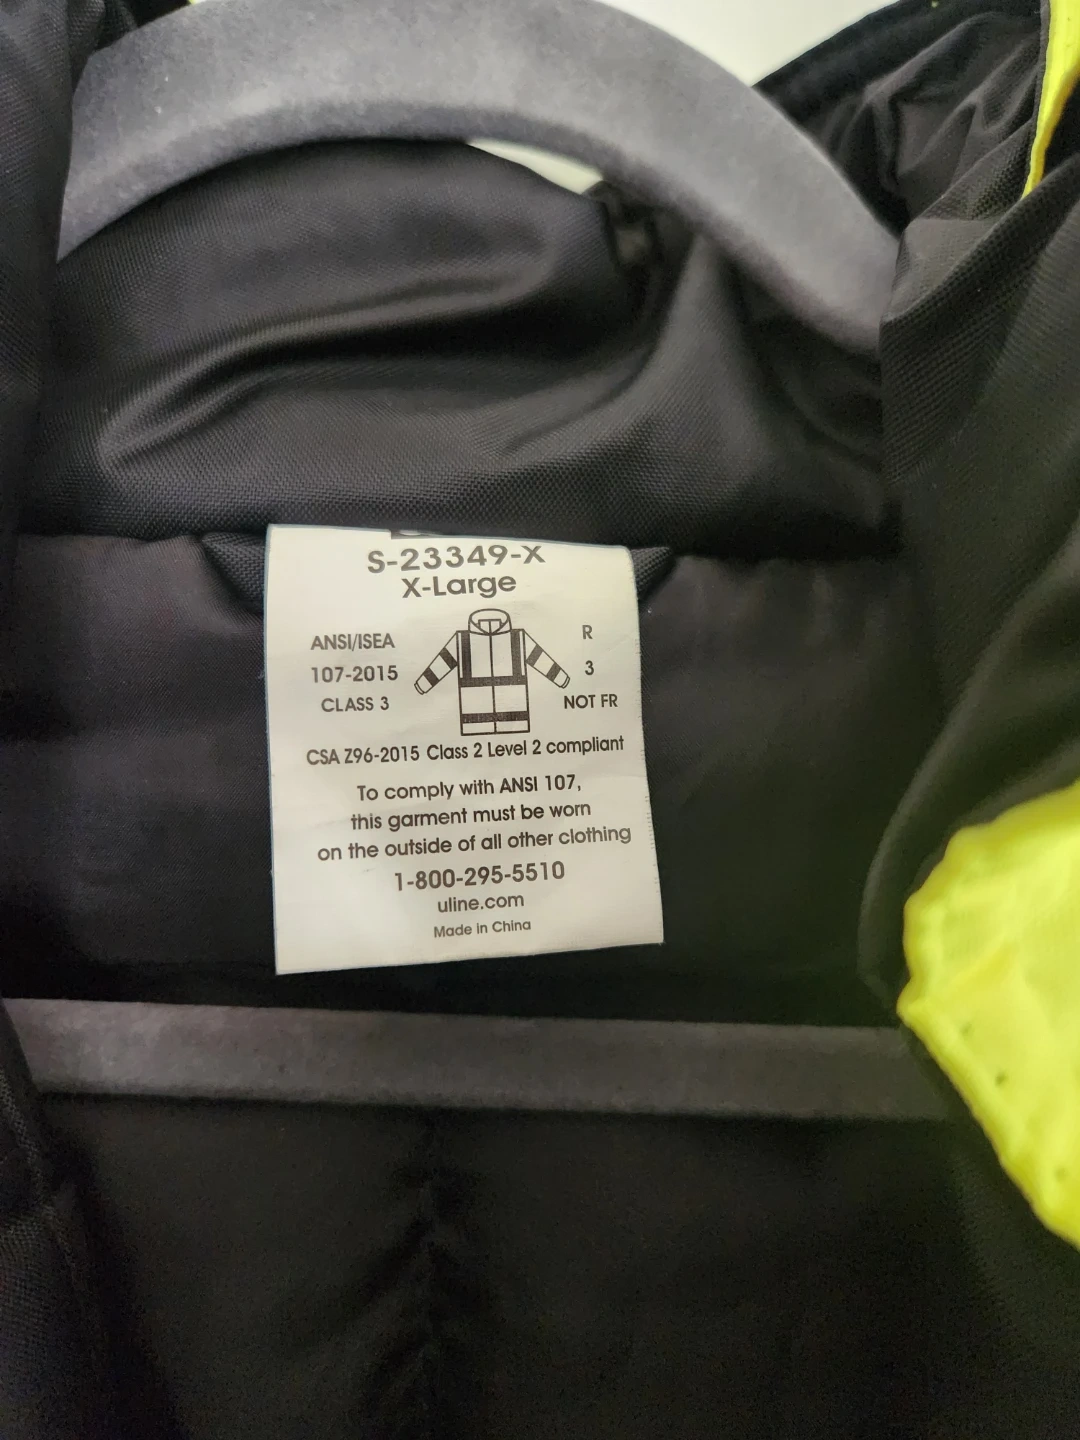 S-23349-X
X-Large
ANSI/ISEA
107-2015
CLASS 3
R
3
NOT FR
CSA Z96-2015 Class 2 Level 2 compliant
To comply with ANSI 107,
this garment must be worn
on the outside of all other clothing
1-800-295-5510
uline.com
Made in China